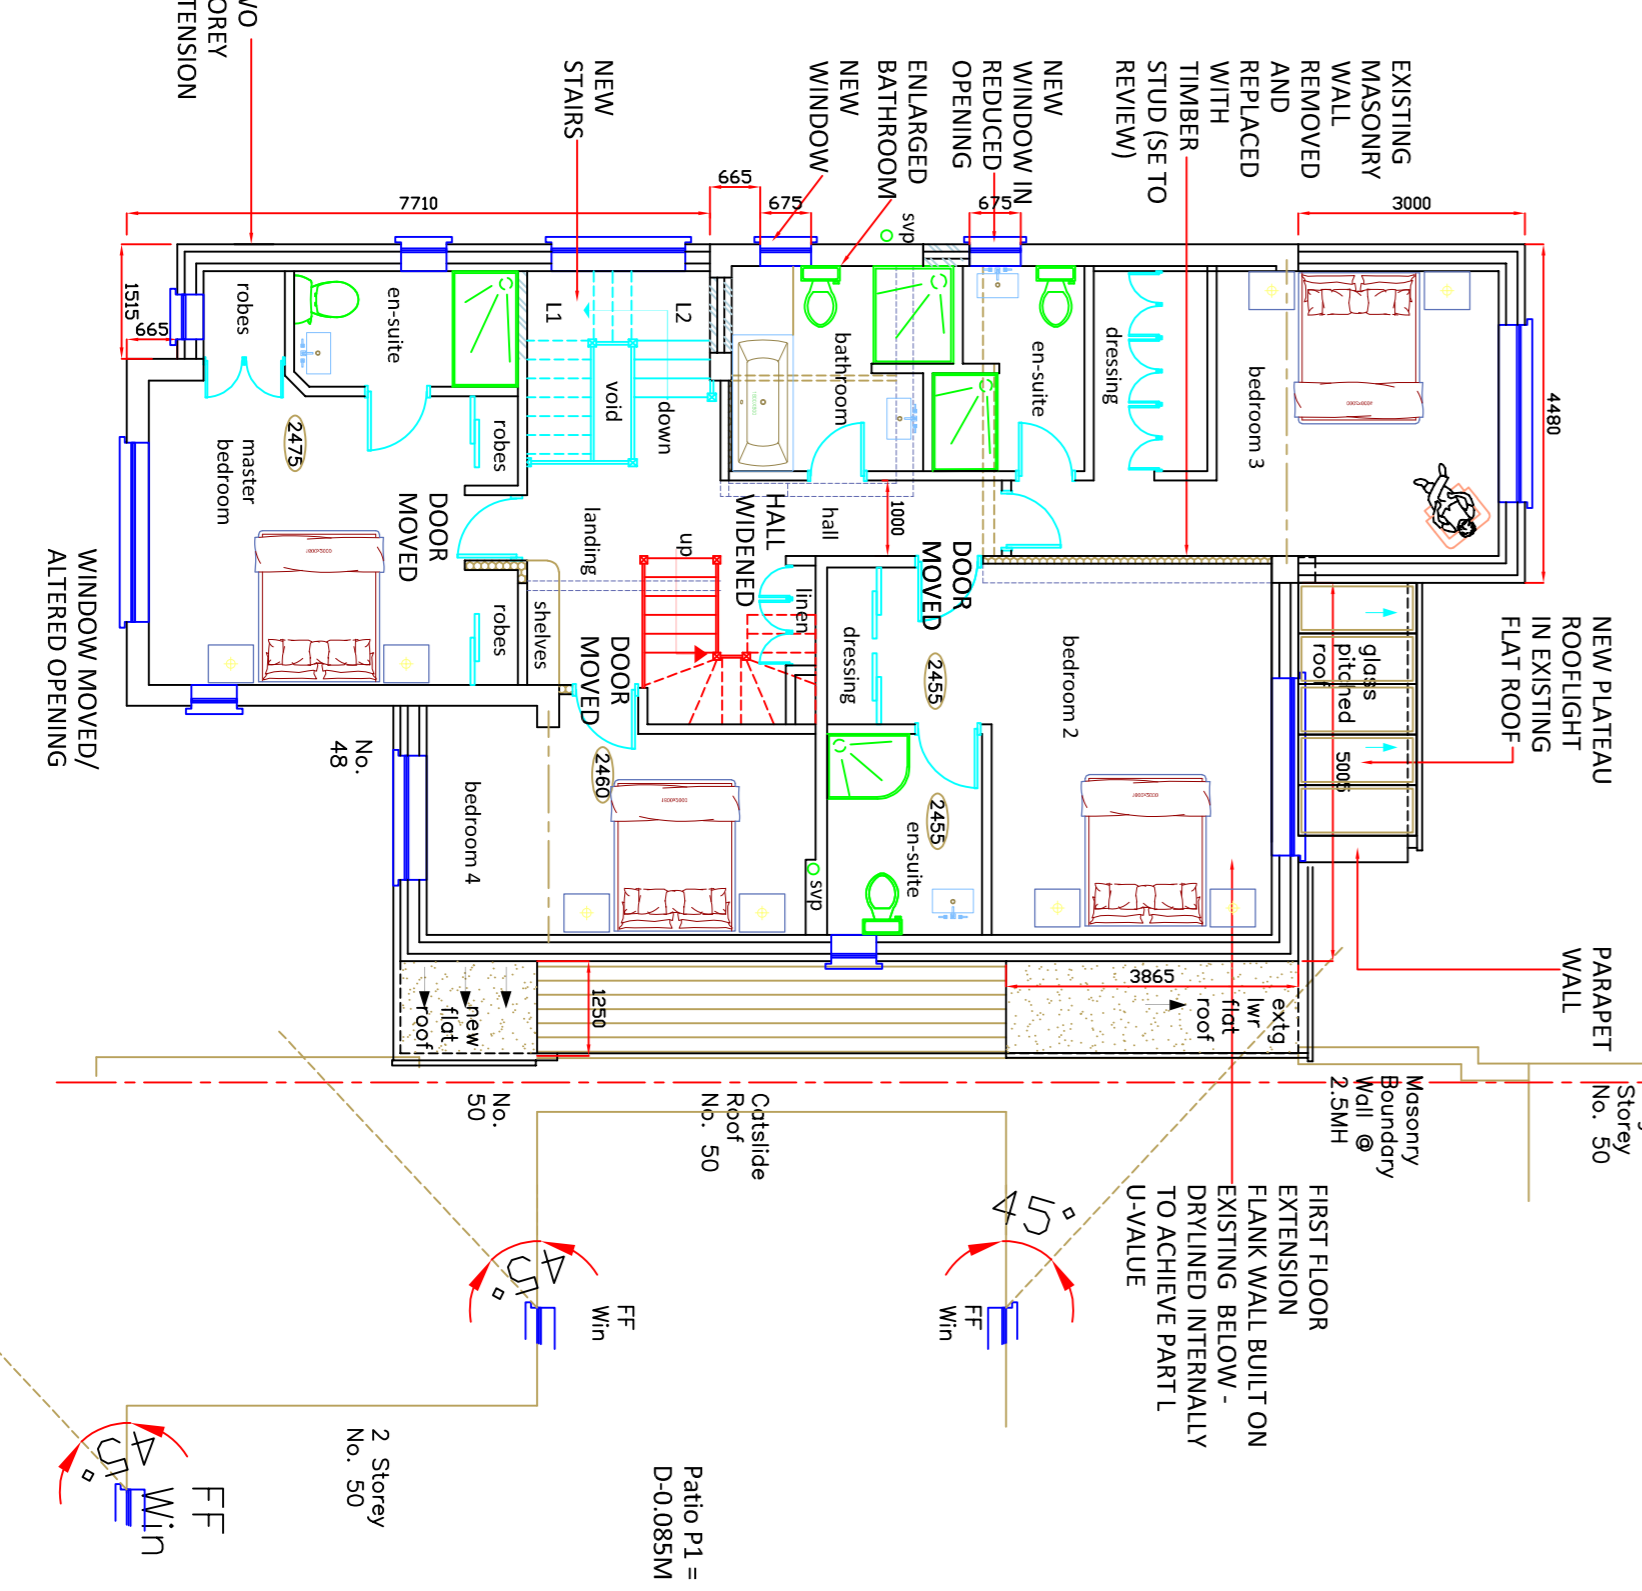 EXISTING
MASONRY
WALL
REMOVED
AND
REPLACED
WITH
TIMBER
STUD (SE TO
REVIEW)
NEW
WINDOW IN
REDUCED
OPENING
ENLARGED
BATHROOM
NEW
WINDOW
NEW
STAIRS
WO
OREY
TENSION
3000
675
675
665
7710
1515
665
4480
svp
robes
en-suite
L1
L2
void
down
bathroom
en-suite
dressing
bedroom 3
2475
master
bedroom
robes
DOOR
MOVED
landing
up
HALL
WIDENED
hall
1000
DOOR
MOVED
linen
robes
shelves
DOOR
MOVED
dressing
2455
bedroom 2
glass
pitched
roof
5005
NEW PLATEAU
ROOFLIGHT
IN EXISTING
FLAT ROOF
WINDOW MOVED/
ALTERED OPENING
No.
48
bedroom 4
2460
svp
2455
en-suite
PARAPET
WALL
new
flat
roof
1250
3865
extg
lwr
flat
roof
Storey
No. 50
Masonry
Boundary
Wall @
2.5MH
Catslide
Roof
No. 50
No.
50
FIRST FLOOR
EXTENSION
FLANK WALL BUILT ON
EXISTING BELOW -
DRYLINED INTERNALLY
TO ACHIEVE PART L
U-VALUE
45°
45°
FF
Win
FF
Win
2 Storey
No. 50
45°
FF
Win
Patio P1 =
D-0.085M